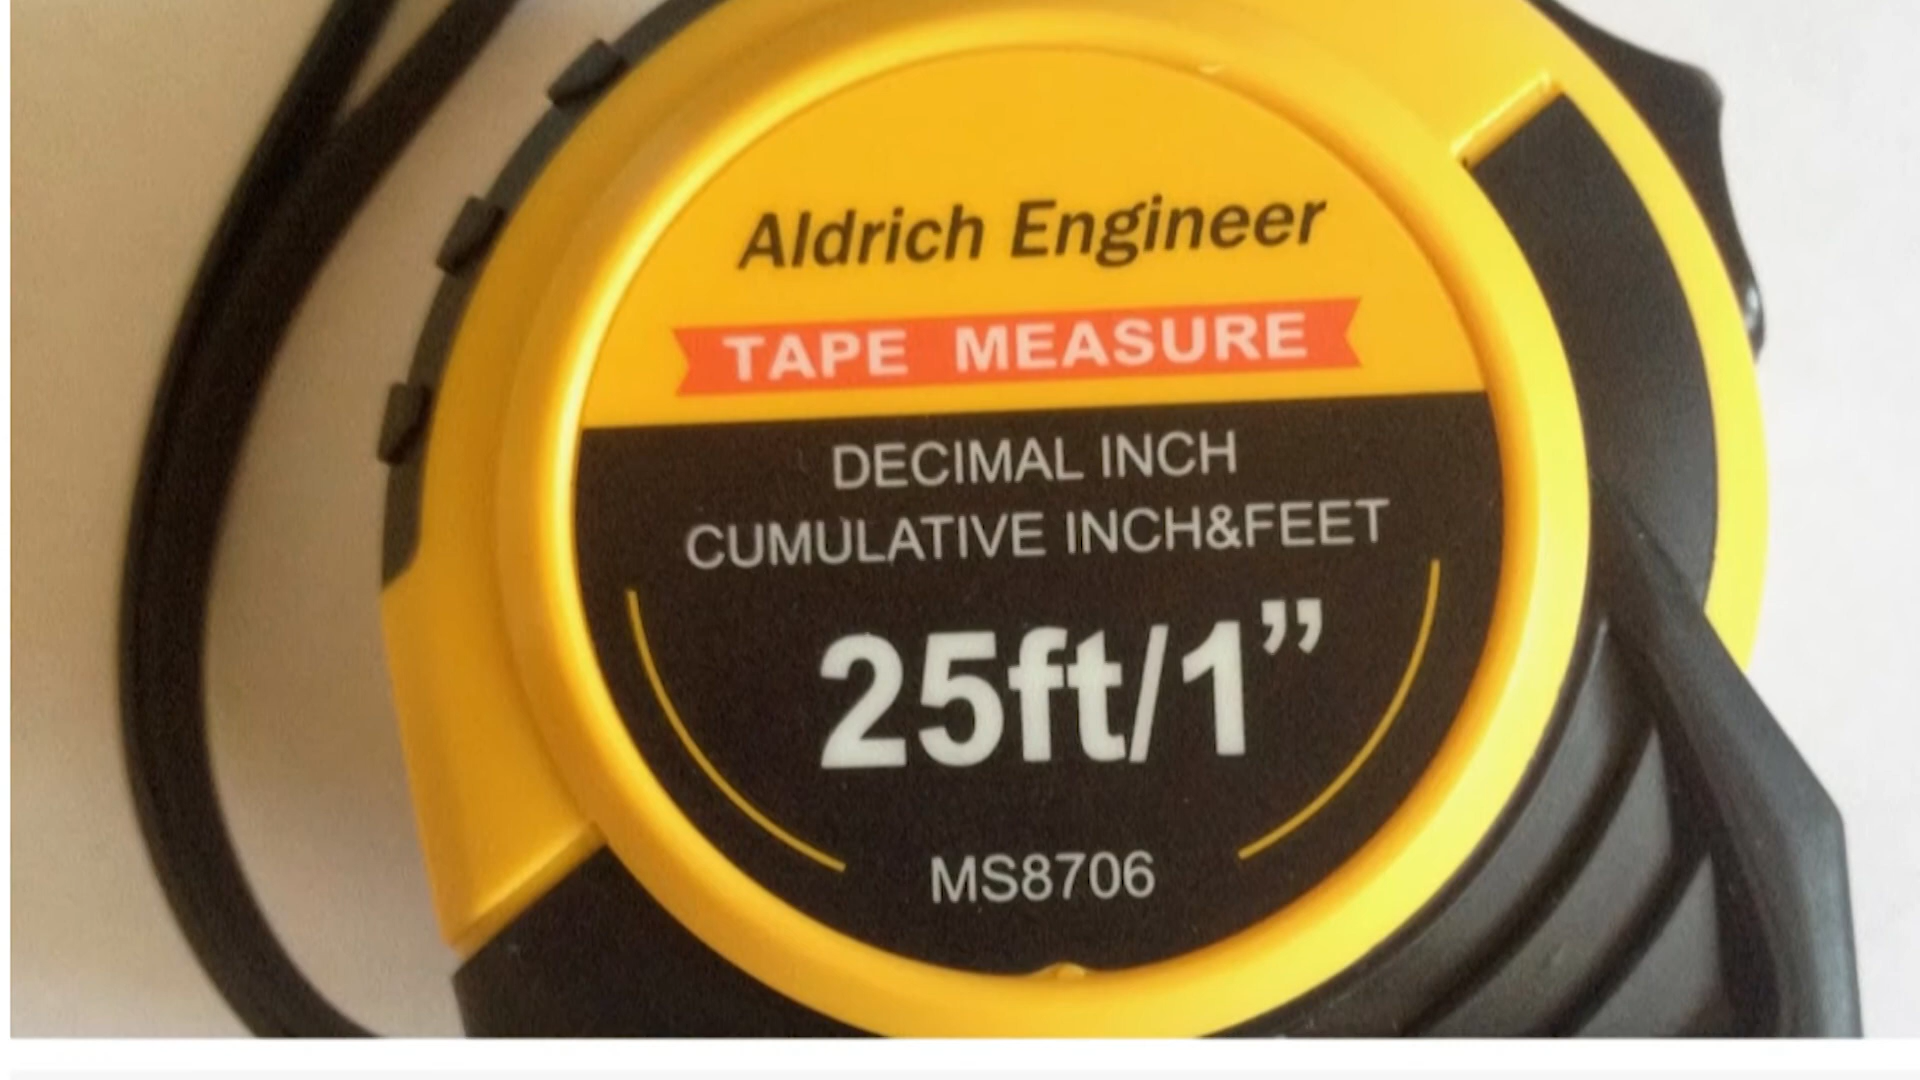 Aldrich Engineer
TAPE MEASURE
DECIMAL INCH
CUMULATIVE INCH&FEET
25ft/1”
MS8706